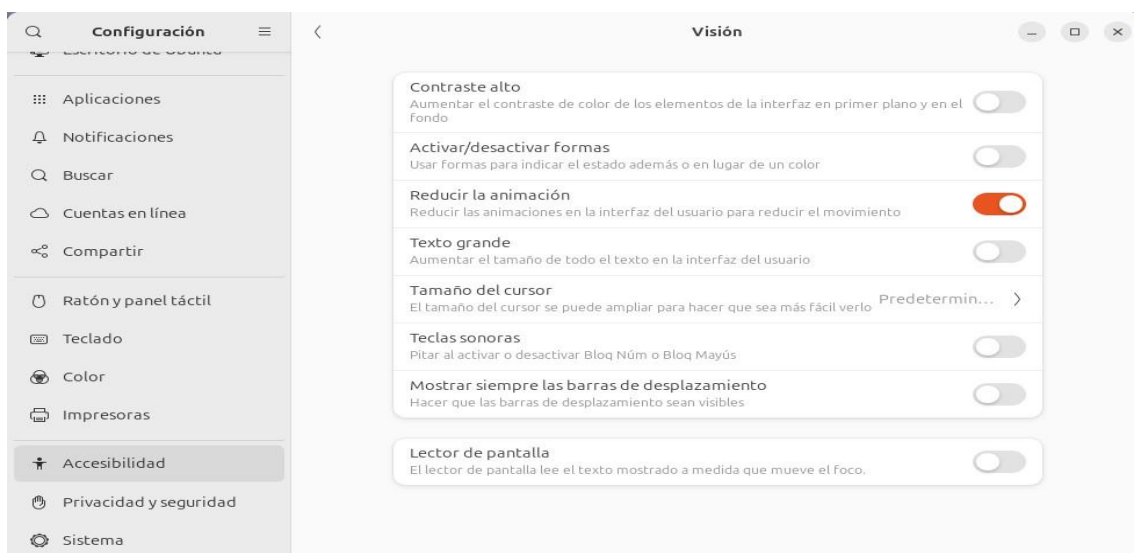 Configuración
Escritorio de Ubuntu
Aplicaciones
Notificaciones
Buscar
Cuentas en línea
Compartir
Ratón y panel táctil
Teclado
Color
Impresoras
Accesibilidad
Privacidad y seguridad
Sistema
Visión
Contraste alto
Aumentar el contraste de color de los elementos de la interfaz en primer plano y en el
fondo
Activar/desactivar formas
Usar formas para indicar el estado además o en lugar de un color
Reducir la animación
Reducir las animaciones en la interfaz del usuario para reducir el movimiento
Texto grande
Aumentar el tamaño de todo el texto en la interfaz del usuario
Tamaño del cursor
El tamaño del cursor se puede ampliar para hacer que sea más fácil verlo
Predetermin...
Teclas sonoras
Pitar al activar o desactivar Bloq Núm o Bloq Mayús
Mostrar siempre las barras de desplazamiento
Hacer que las barras de desplazamiento sean visibles
Lector de pantalla
El lector de pantalla lee el texto mostrado a medida que mueve el foco.